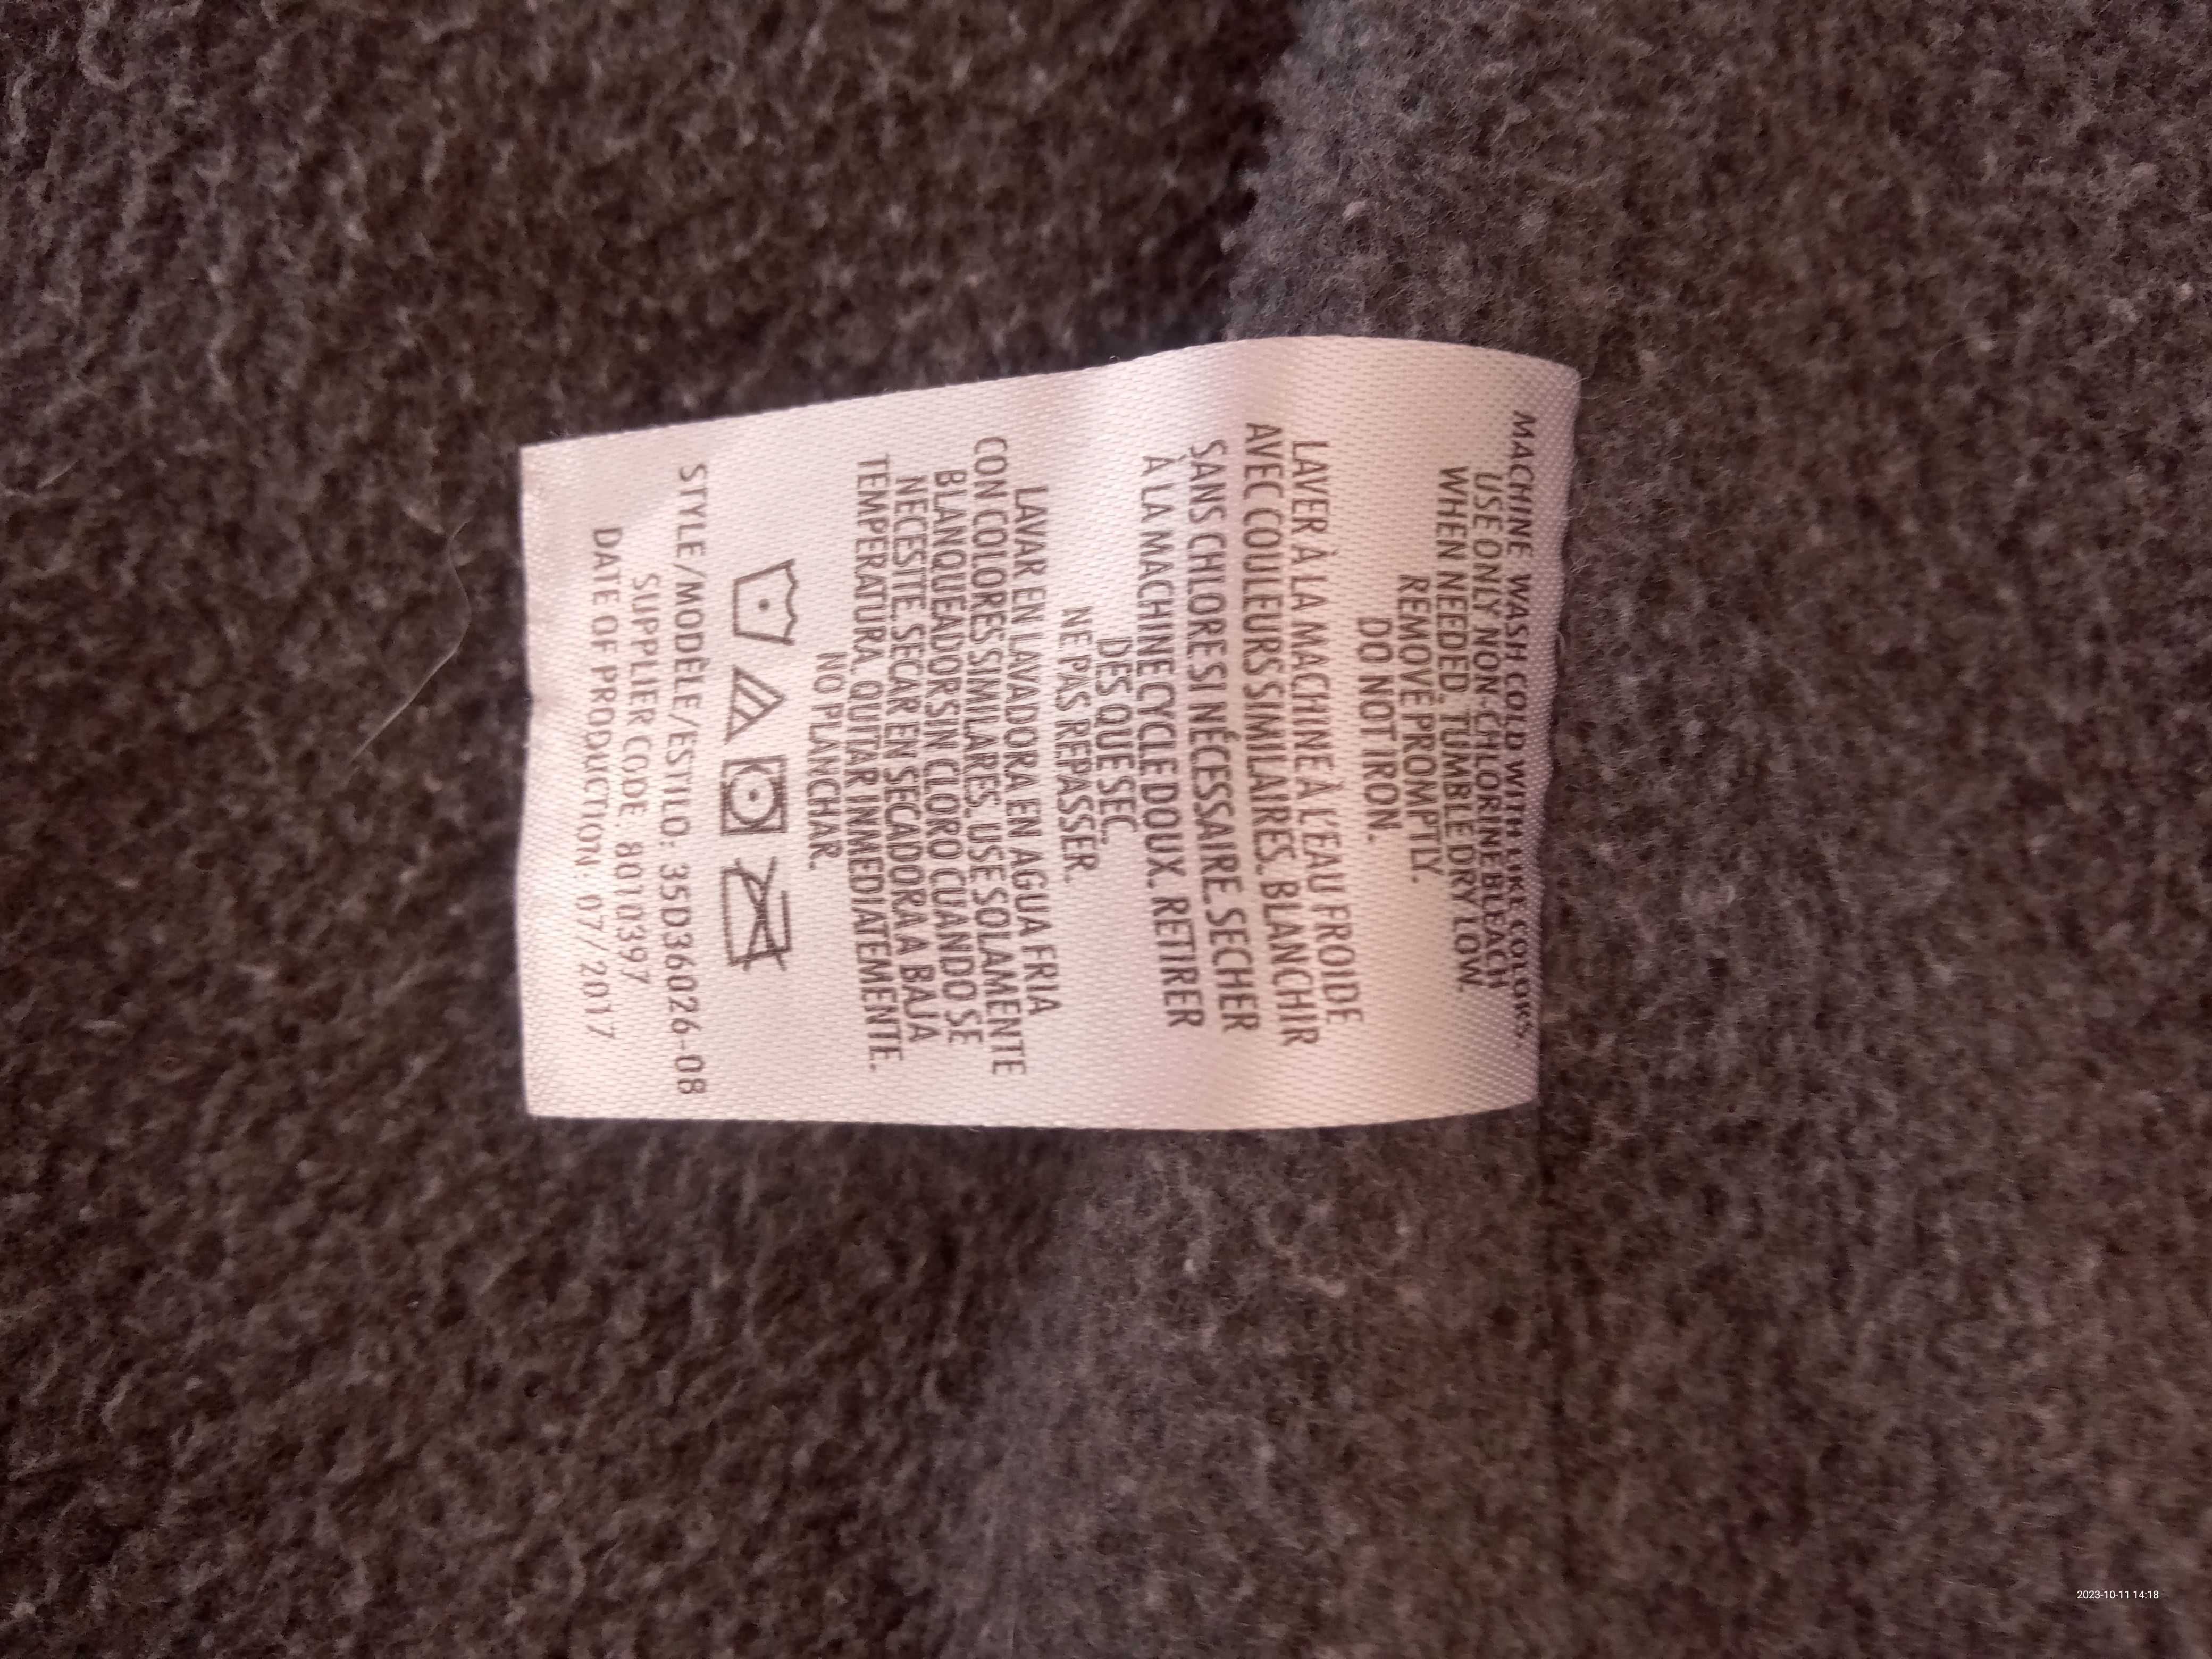 MACHINE WASH COLD WITH LIKE COLORS.
USE ONLY NON-CHLORINE BLEACH
WHEN NEEDED. TUMBLE DRY LOW.
REMOVE PROMPTLY.
DO NOT IRON.
LAVER À LA MACHINE À L'EAU FROIDE
AVEC COULEURS SIMILAIRES. BLANCHIR
SANS CHLORE SI NÉCESSAIRE. SECHER
À LA MACHINE CYCLE DOUX. RETIRER
DES QUE SEC.
NE PAS REPASSER.
LAVAR EN LAVADORA EN AGUA FRIA
CON COLORES SIMILARES. USE SOLAMENTE
BLANQUEADOR SIN CLORO CUANDO SE
NECESITE. SECAR EN SECADORA A BAJA
TEMPERATURA. QUITAR INMEDIATEMENTE.
NO PLANCHAR.
STYLE/MODÈLE/ESTILO: 35D36026-08
SUPPLIER CODE: 8010397
DATE OF PRODUCTION: 07/2017
2023-10-11 14:18